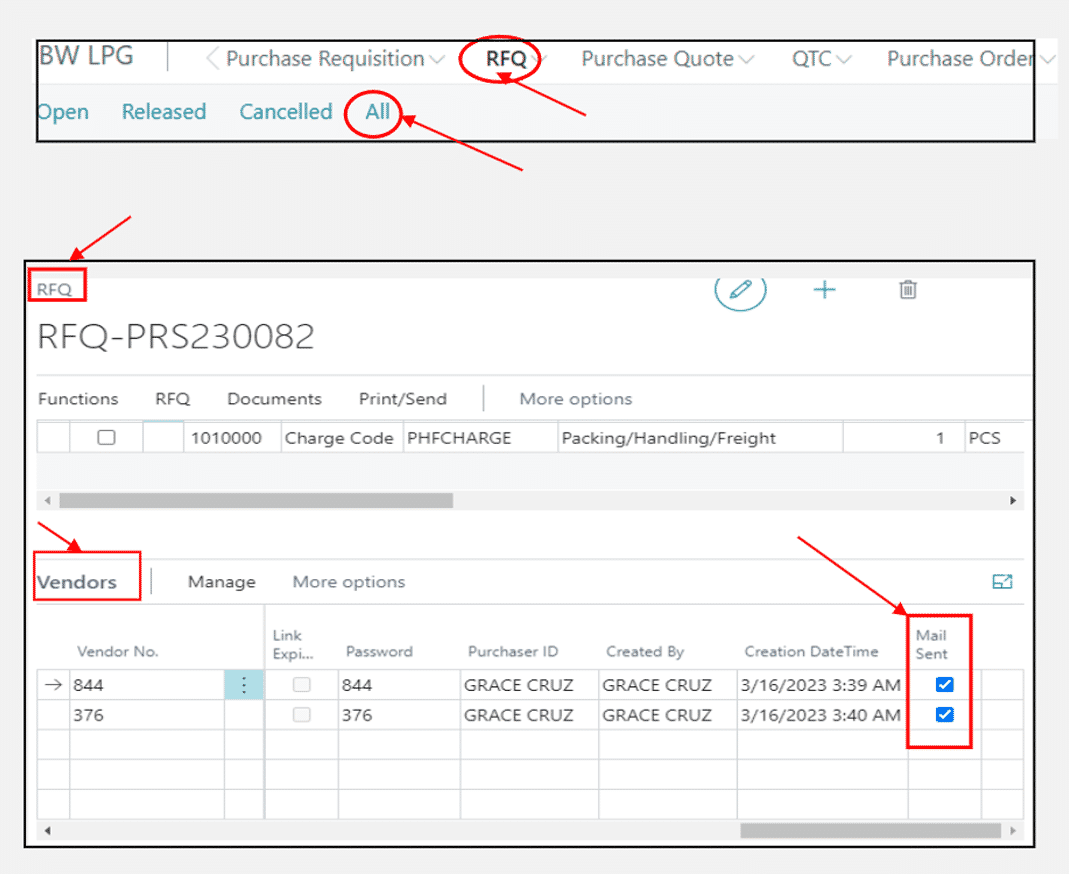 BW LPG Purchase Requisition RFQ Purchase Quote QTC Purchase Order
Open Released Cancelled All
RFQ
RFQ-PRS230082
Functions RFQ Documents Print/Send More options
1010000 Charge Code PHFCHARGE Packing/Handling/Freight 1 PCS
Vendors Manage More options
Vendor No. Link Expi... Password Purchaser ID Created By Creation DateTime Mail Sent
844 844 GRACE CRUZ GRACE CRUZ 3/16/2023 3:39 AM
376 376 GRACE CRUZ GRACE CRUZ 3/16/2023 3:40 AM